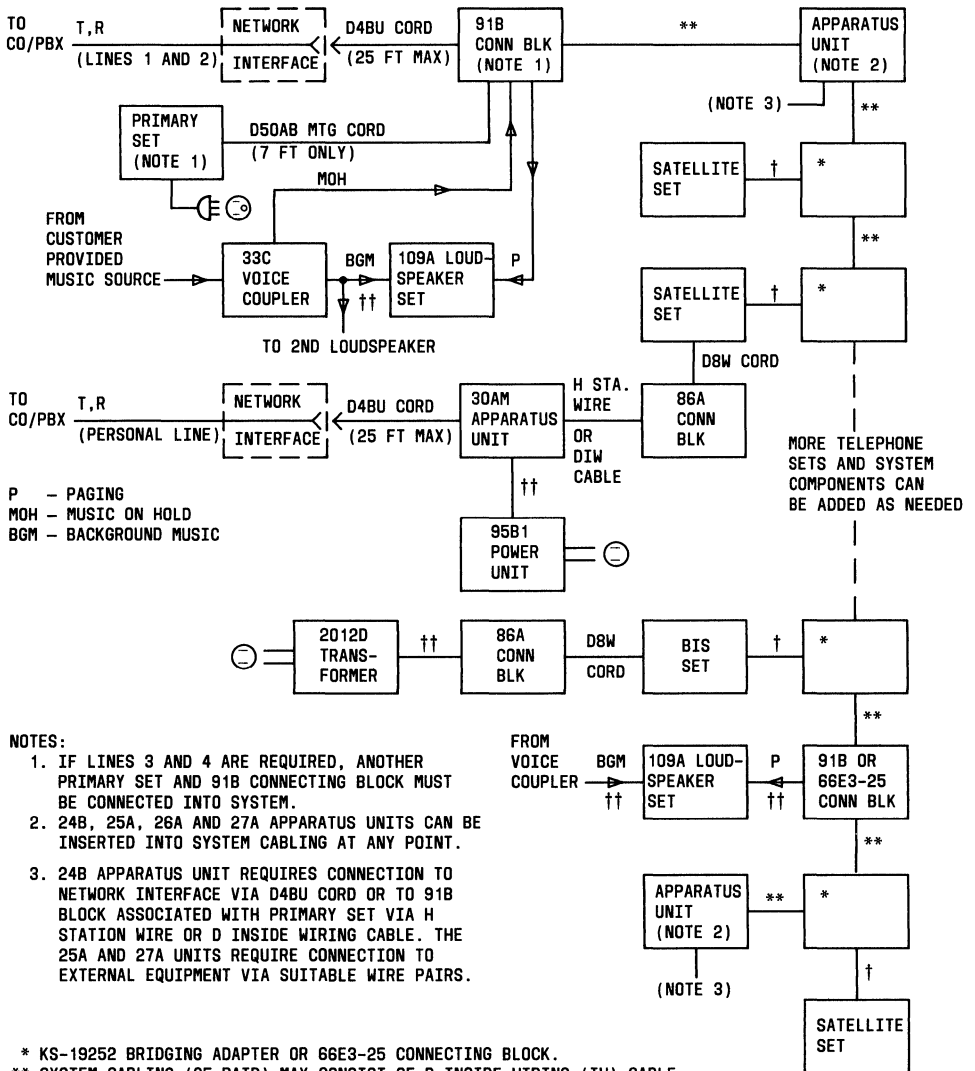 TO
CO/PBX
T,R
(LINES 1 AND 2)
NETWORK
INTERFACE
D4BU CORD
(25 FT MAX)
91B
CONN BLK
(NOTE 1)
**
APPARATUS
UNIT
(NOTE 2)
(NOTE 3)
**
PRIMARY
SET
(NOTE 1)
D50AB MTG CORD
(7 FT ONLY)
MOH
SATELLITE
SET
†
*
**
FROM
CUSTOMER
PROVIDED
MUSIC SOURCE
33C
VOICE
COUPLER
BGM
††
109A LOUD-
SPEAKER
SET
P
TO 2ND LOUDSPEAKER
SATELLITE
SET
†
*
D8W CORD
TO
CO/PBX
T,R
(PERSONAL LINE)
NETWORK
INTERFACE
D4BU CORD
(25 FT MAX)
30AM
APPARATUS
UNIT
H STA.
WIRE
OR
DIW
CABLE
86A
CONN
BLK
MORE TELEPHONE
SETS AND SYSTEM
COMPONENTS CAN
BE ADDED AS NEEDED
P – PAGING
MOH – MUSIC ON HOLD
BGM – BACKGROUND MUSIC
††
95B1
POWER
UNIT
2012D
TRANS-
FORMER
††
86A
CONN
BLK
D8W
CORD
BIS
SET
†
*
**
NOTES:
1. IF LINES 3 AND 4 ARE REQUIRED, ANOTHER
PRIMARY SET AND 91B CONNECTING BLOCK MUST
BE CONNECTED INTO SYSTEM.
2. 24B, 25A, 26A AND 27A APPARATUS UNITS CAN BE
INSERTED INTO SYSTEM CABLING AT ANY POINT.
3. 24B APPARATUS UNIT REQUIRES CONNECTION TO
NETWORK INTERFACE VIA D4BU CORD OR TO 91B
BLOCK ASSOCIATED WITH PRIMARY SET VIA H
STATION WIRE OR D INSIDE WIRING CABLE. THE
25A AND 27A UNITS REQUIRE CONNECTION TO
EXTERNAL EQUIPMENT VIA SUITABLE WIRE PAIRS.
FROM
VOICE
COUPLER
BGM
††
109A LOUD-
SPEAKER
SET
P
††
91B OR
66E3-25
CONN BLK
**
APPARATUS
UNIT
(NOTE 2)
**
*
(NOTE 3)
†
SATELLITE
SET
* KS-19252 BRIDGING ADAPTER OR 66E3-25 CONNECTING BLOCK.
** SYSTEM CABLING (25 PAIR) MAY CONSIST OF D INSIDE WIRING (IW) CABLE